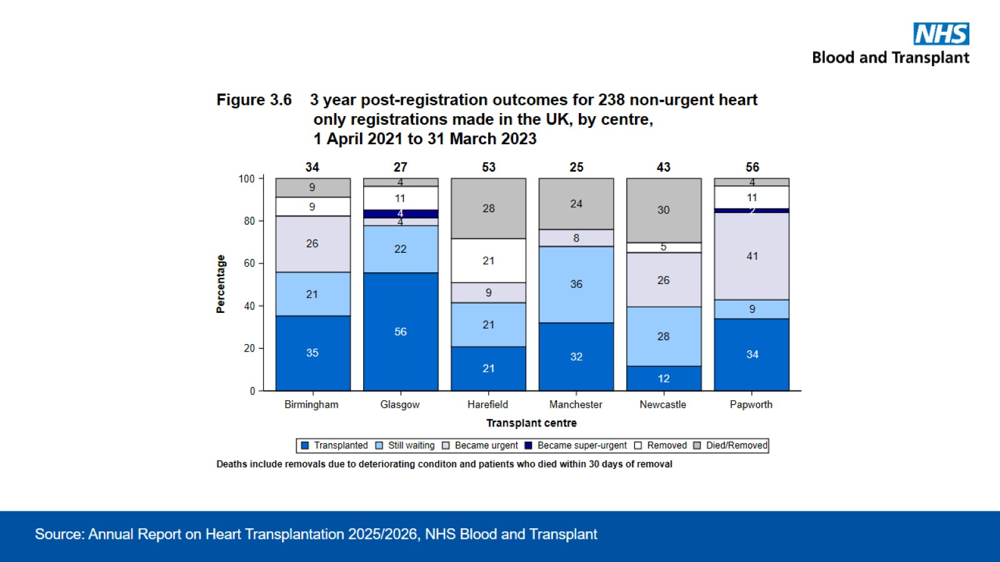 NHS
Blood and Transplant
Figure 3.6 3 year post-registration outcomes for 238 non-urgent heart
only registrations made in the UK, by centre,
1 April 2021 to 31 March 2023
34 27 53 25 43 56
Percentage
100
80
60
40
20
0
9 9 26 21 35
4 11 4 4 22 56
28 21 9 21 21
24 8 36 32
30 5 26 28 12
4 11 2 41 9 34
Birmingham Glasgow Harefield Manchester Newcastle Papworth
Transplant centre
Transplanted Still waiting Became urgent Became super-urgent Removed Died/Removed
Deaths include removals due to deteriorating conditon and patients who died within 30 days of removal
Source: Annual Report on Heart Transplantation 2025/2026, NHS Blood and Transplant